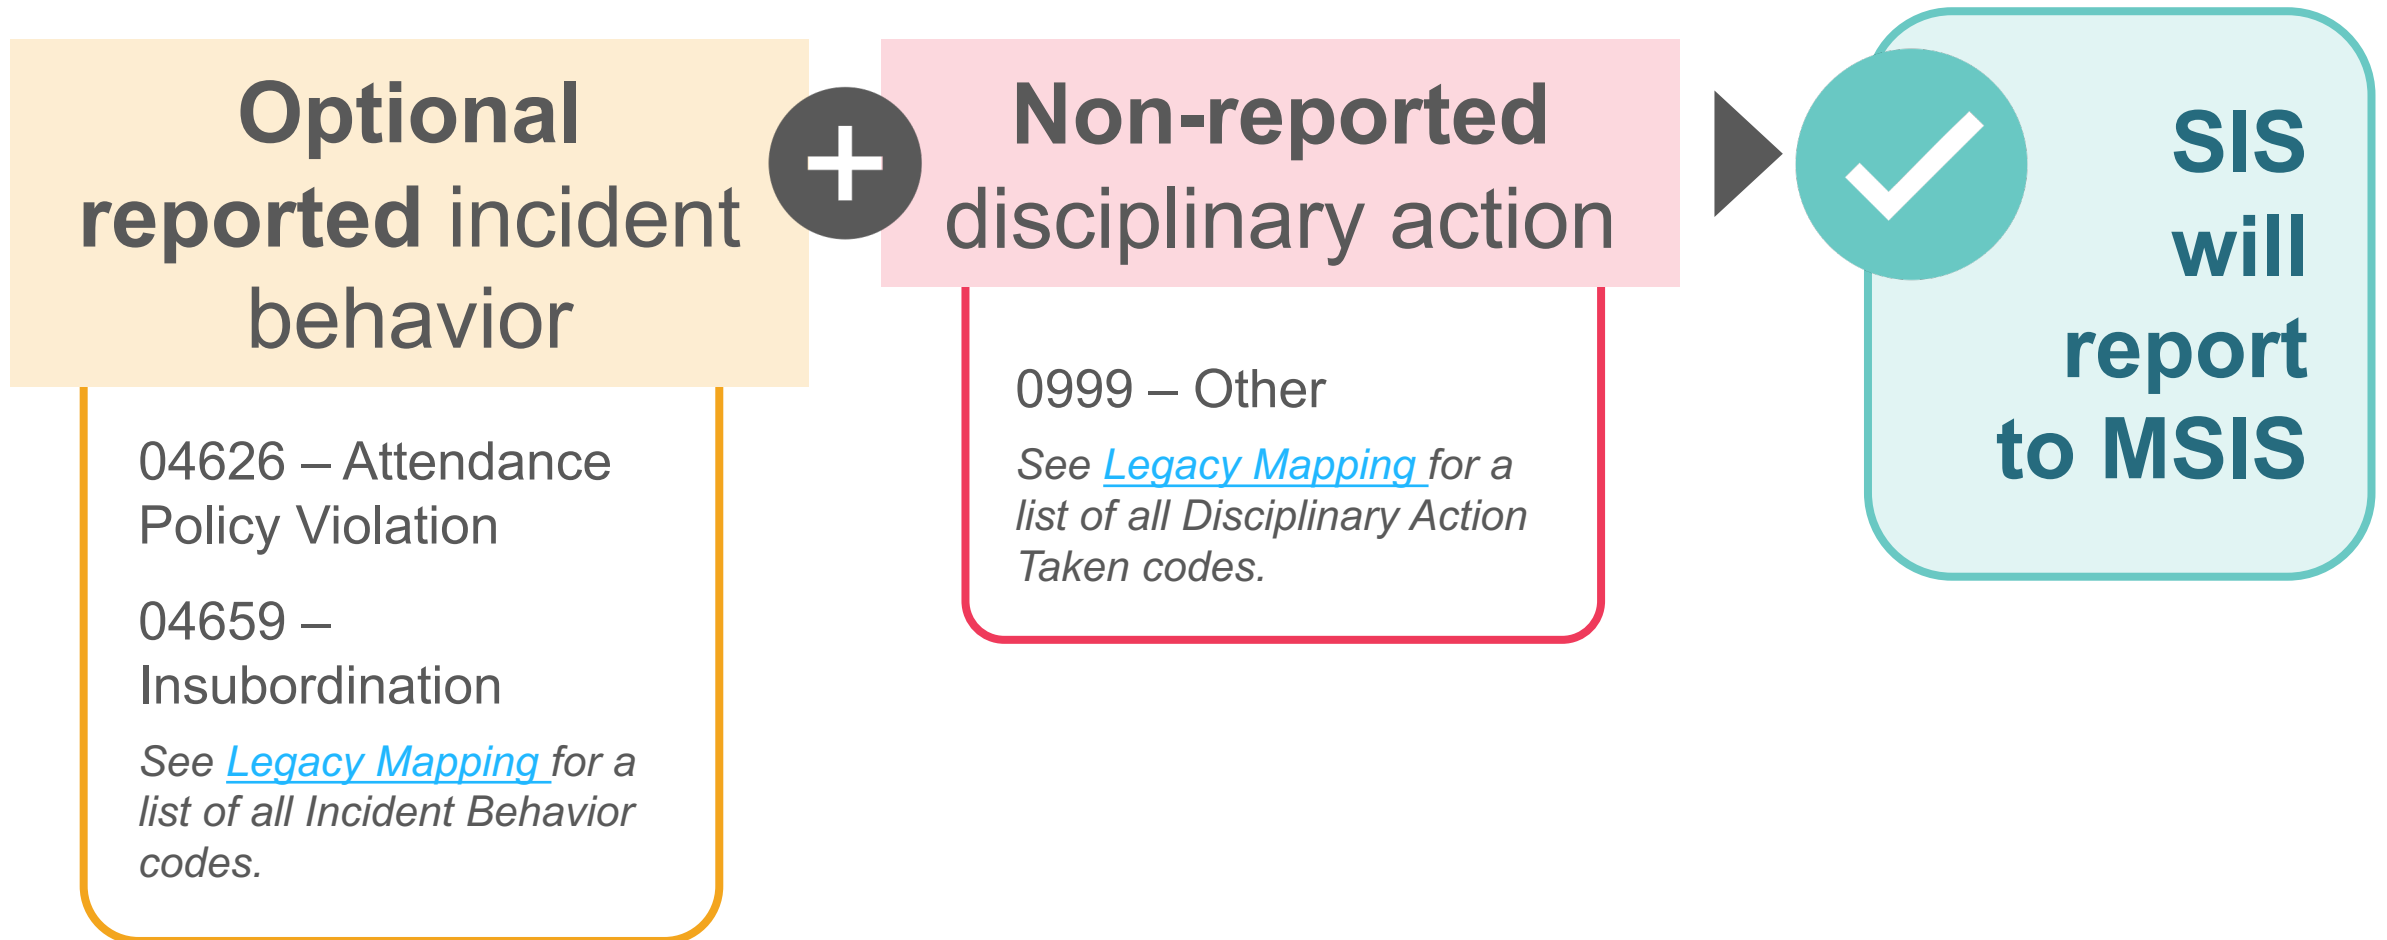 Optional
reported incident
behavior
04626 – Attendance
Policy Violation
04659 –
Insubordination
See Legacy Mapping for a
list of all Incident Behavior
codes.
+
Non-reported
disciplinary action
0999 – Other
See Legacy Mapping for a
list of all Disciplinary Action
Taken codes.
SIS
will
report
to MSIS